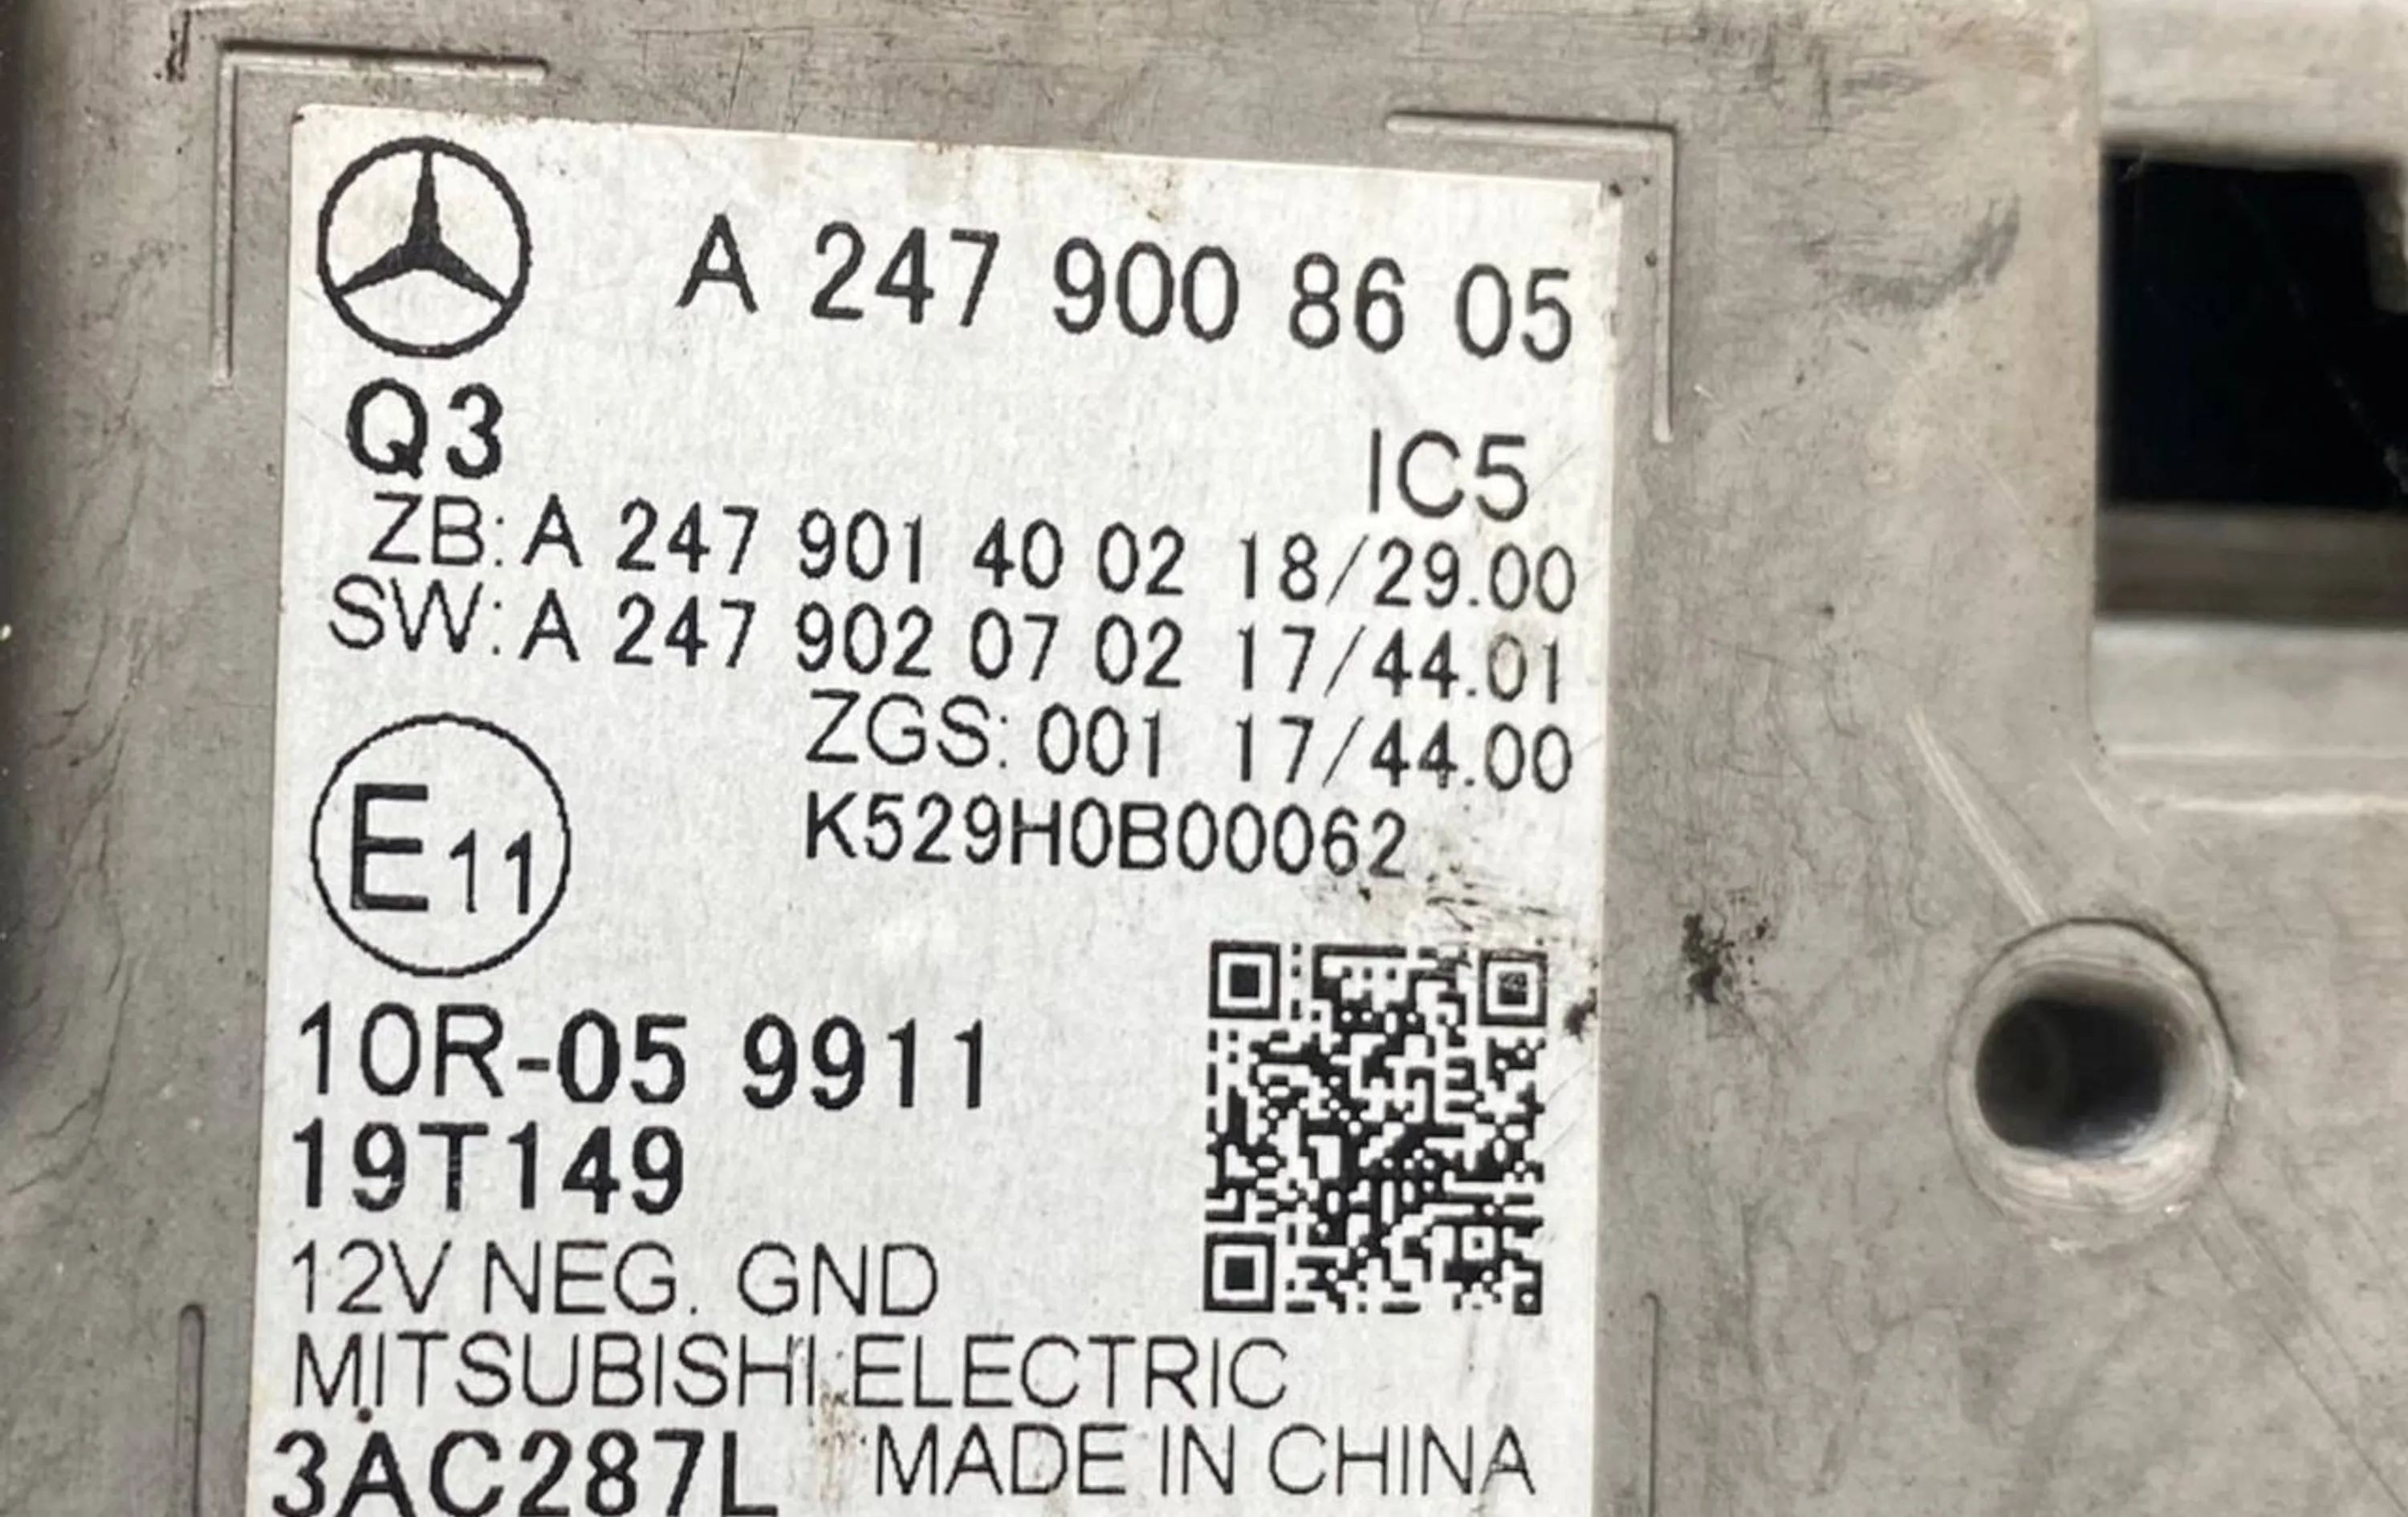 A 247 900 86 05
Q3
IC5
ZB: A 247 901 40 02 18/29.00
SW: A 247 902 07 02 17/44.01
ZGS: 001 17/44.00
E11
K529H0B00062
10R-05 9911
19T149
12V NEG. GND
MITSUBISHI ELECTRIC
3AC287L MADE IN CHINA